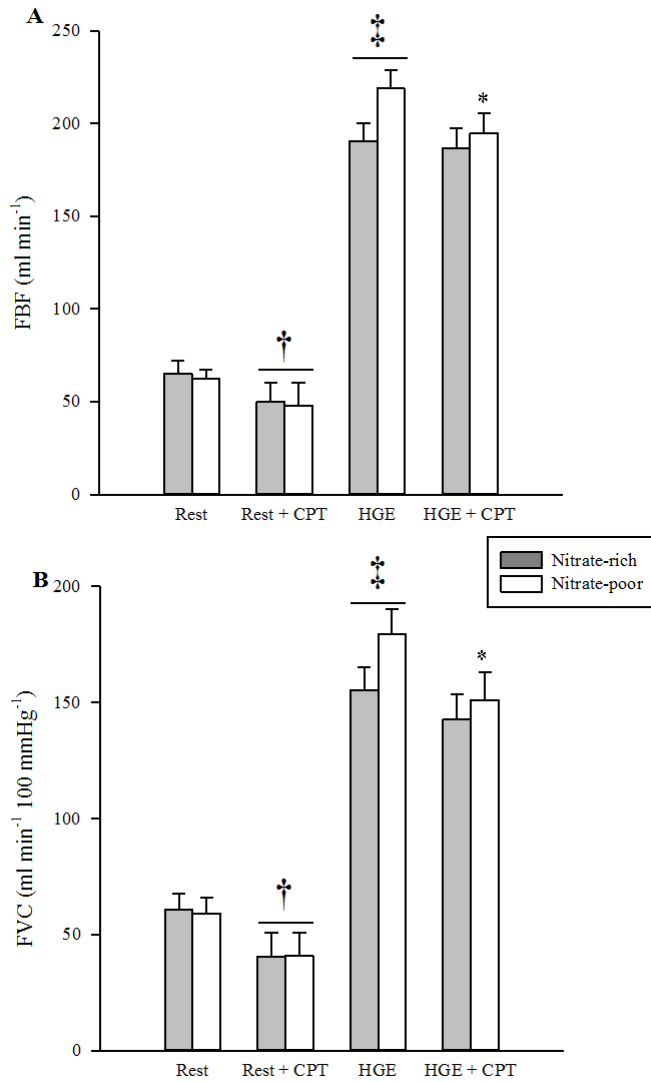 A
250
200
150
100
50
0
FBF (ml min⁻¹)
‡
*
†
Rest Rest + CPT HGE HGE + CPT
Nitrate-rich
Nitrate-poor
B
200
150
100
50
0
FVC (ml min⁻¹ 100 mmHg⁻¹)
‡
*
†
Rest Rest + CPT HGE HGE + CPT